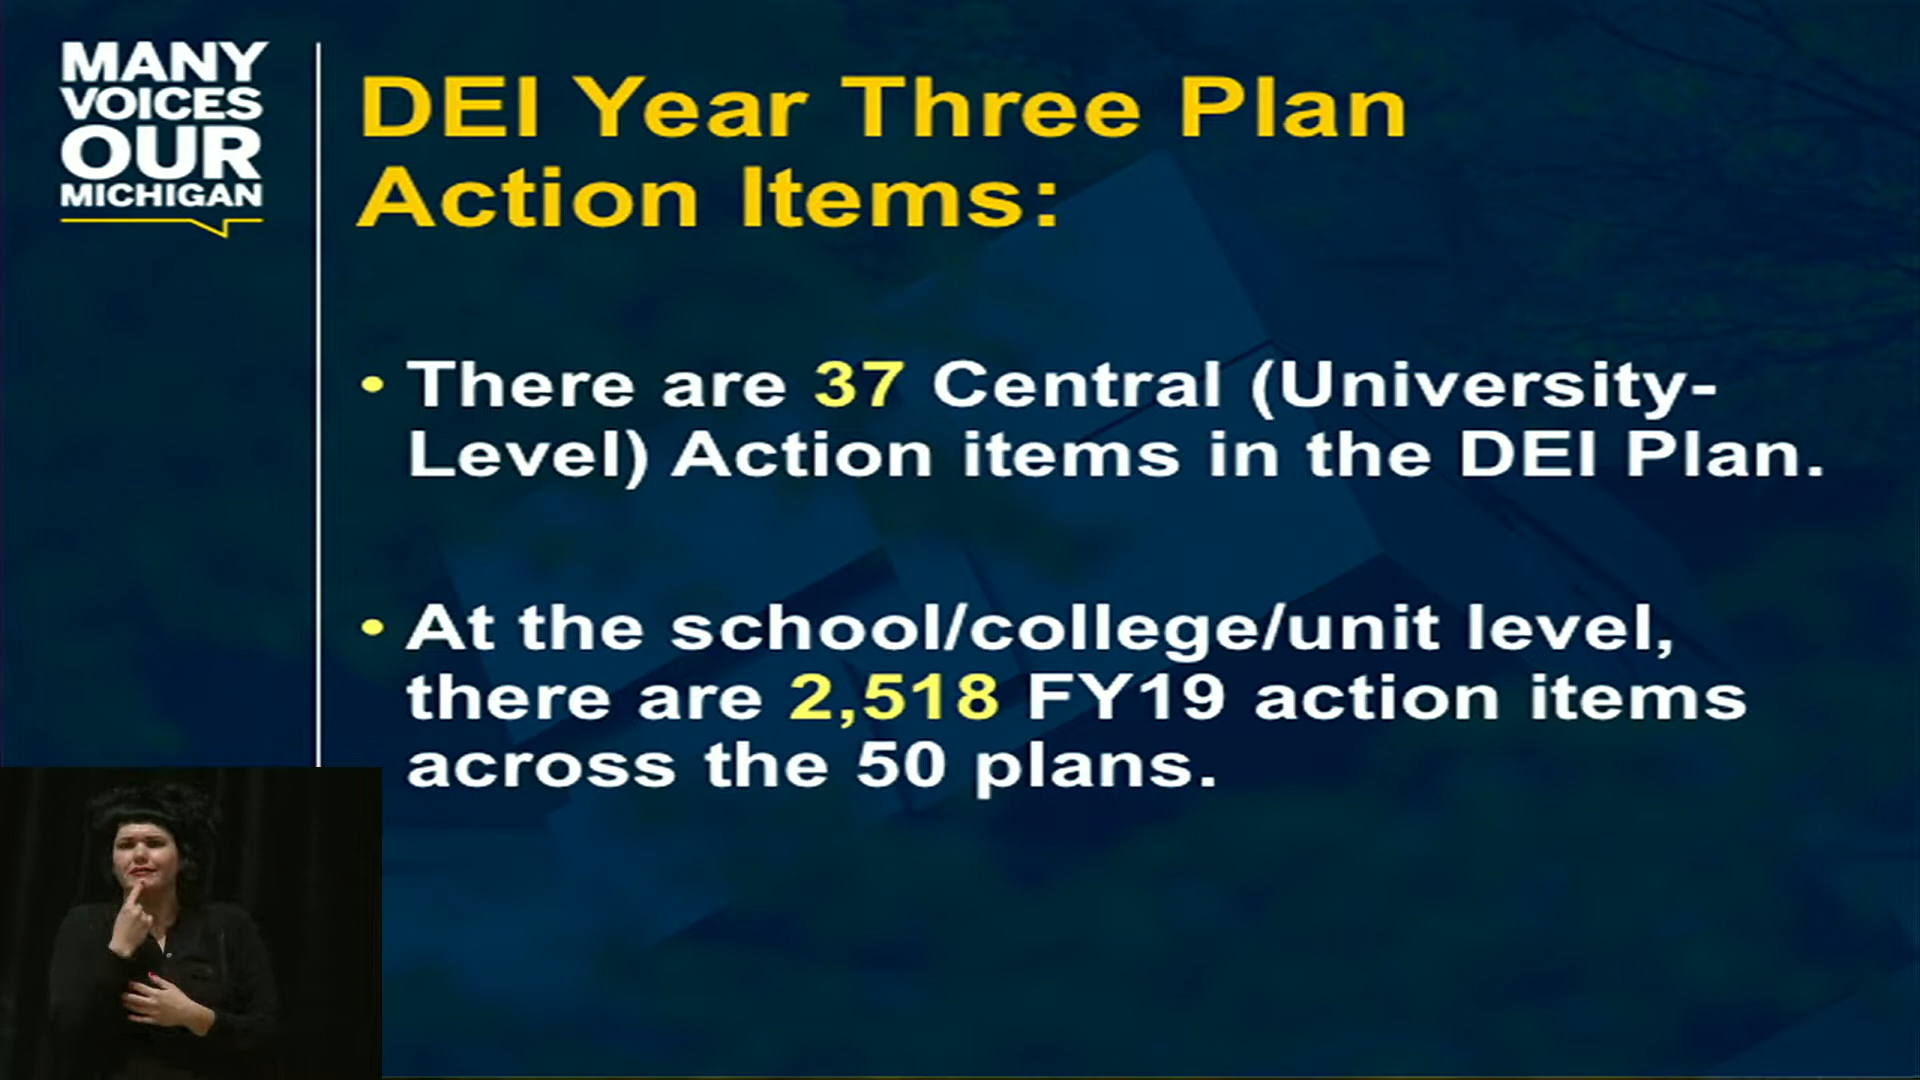 MANY
VOICES
OUR
MICHIGAN
DEI Year Three Plan
Action Items:
• There are 37 Central (University-
Level) Action items in the DEI Plan.
• At the school/college/unit level,
there are 2,518 FY19 action items
across the 50 plans.